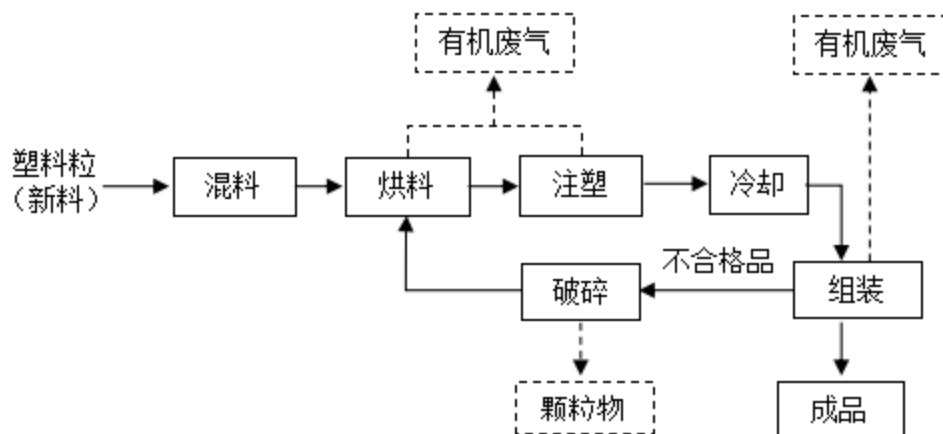 有机废气
有机废气
塑料粒
（新料）
混料
烘料
注塑
冷却
不合格品
破碎
组装
颗粒物
成品